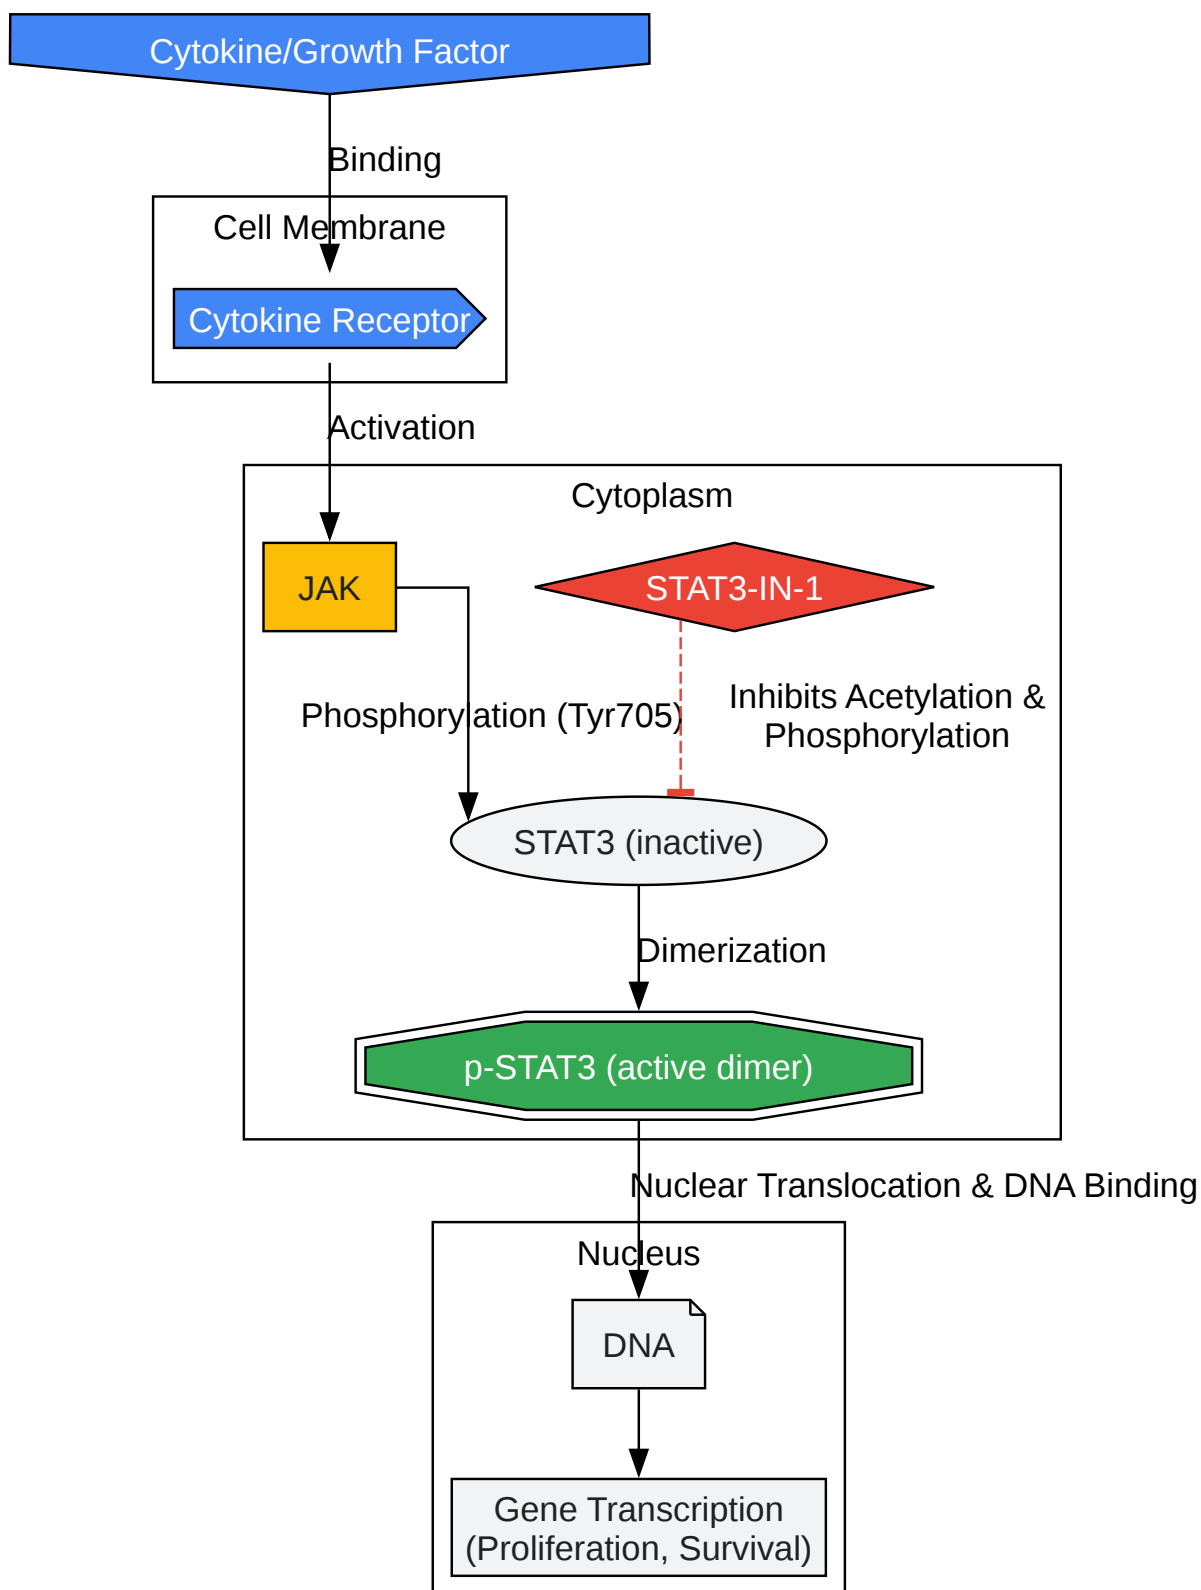 Cytokine/Growth Factor
Binding
Cell Membrane
Cytokine Receptor
Activation
Cytoplasm
JAK
STAT3-IN-1
Phosphorylation (Tyr705)
Inhibits Acetylation &
Phosphorylation
STAT3 (inactive)
Dimerization
p-STAT3 (active dimer)
Nuclear Translocation & DNA Binding
Nucleus
DNA
Gene Transcription
(Proliferation, Survival)